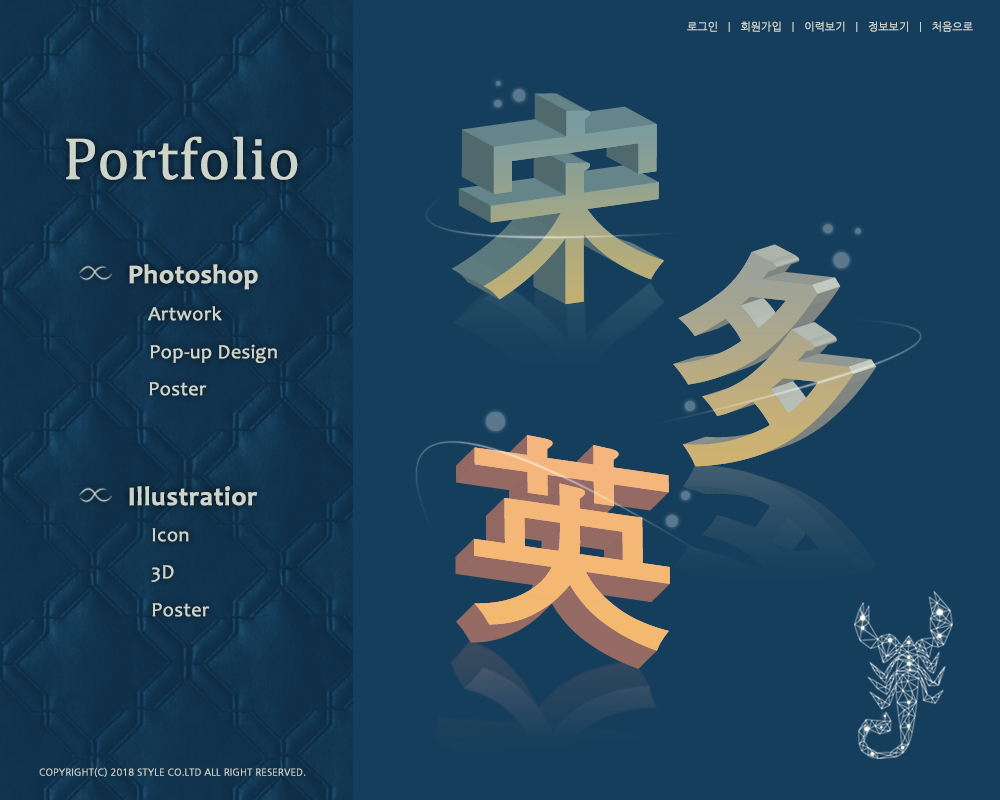 로그인 | 회원가입 | 이력보기 | 정보보기 | 처음으로
Portfolio
Photoshop
Artwork
Pop-up Design
Poster
Illustratior
Icon
3D
Poster
COPYRIGHT(C) 2018 STYLE CO.LTD ALL RIGHT RESERVED.
宋
多
英